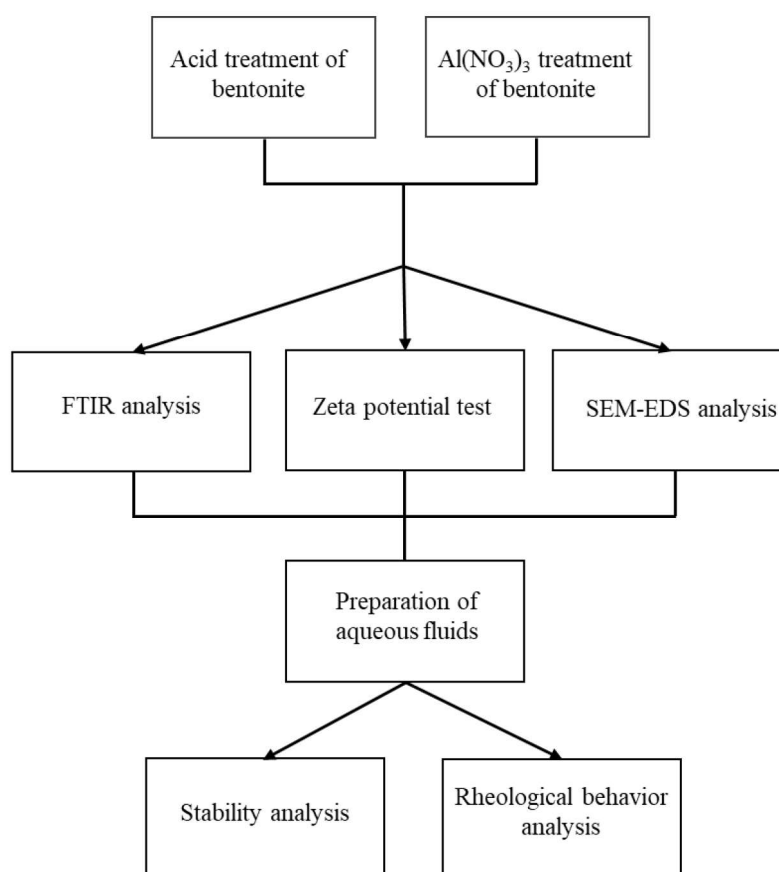 Acid treatment of
bentonite
Al(NO₃)₃ treatment
of bentonite
FTIR analysis
Zeta potential test
SEM-EDS analysis
Preparation of
aqueous fluids
Stability analysis
Rheological behavior
analysis